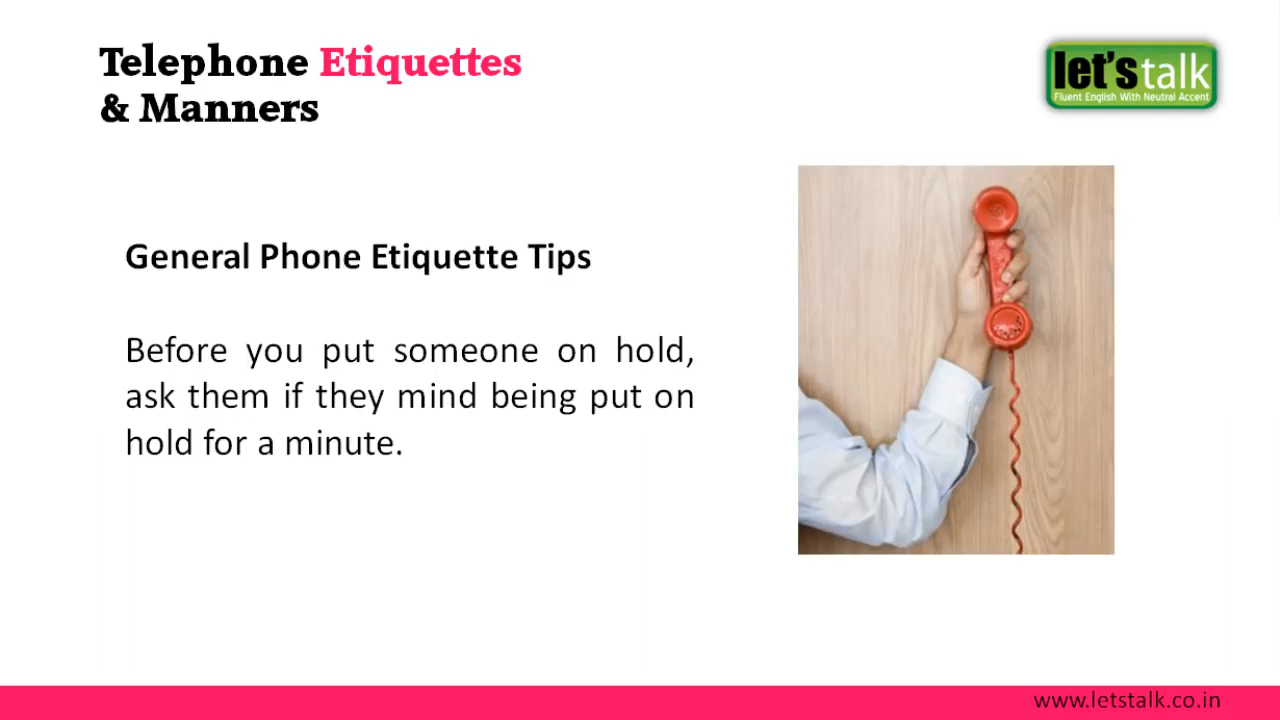 Telephone Etiquettes
& Manners
let's talk
Fluent English With Neutral Accent
General Phone Etiquette Tips
Before you put someone on hold,
ask them if they mind being put on
hold for a minute.
www.letstalk.co.in